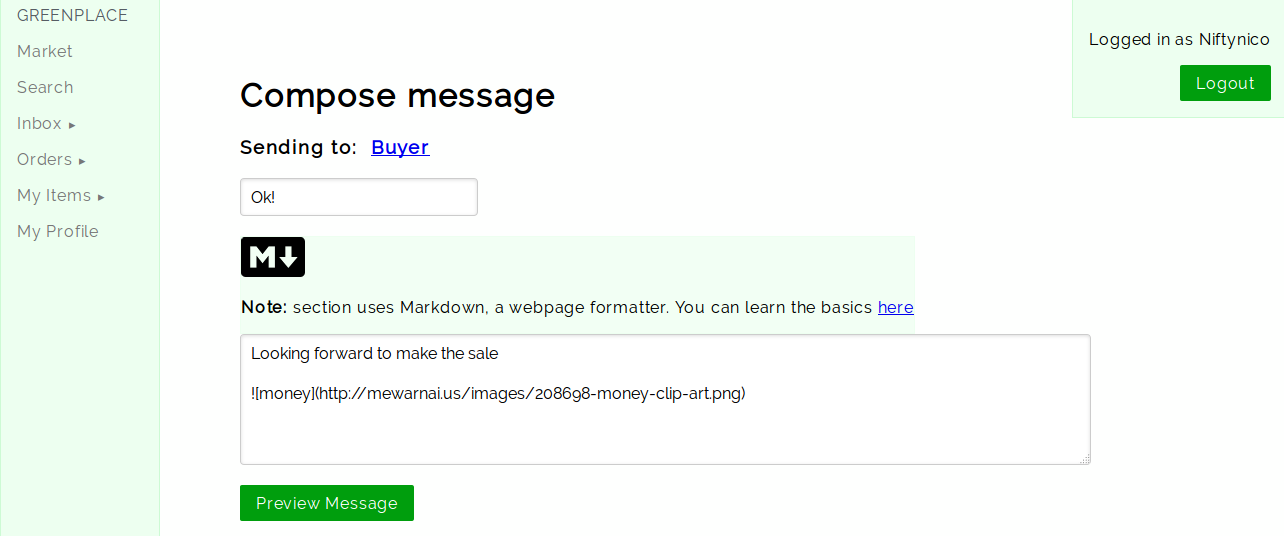 GREENPLACE
Market
Search
Inbox ▸
Orders ▸
My Items ▸
My Profile
Logged in as Niftynico
Logout
Compose message
Sending to: Buyer
Ok!
M↓
Note: section uses Markdown, a webpage formatter. You can learn the basics here
Looking forward to make the sale
![money](http://mewarnai.us/images/208698-money-clip-art.png)
Preview Message